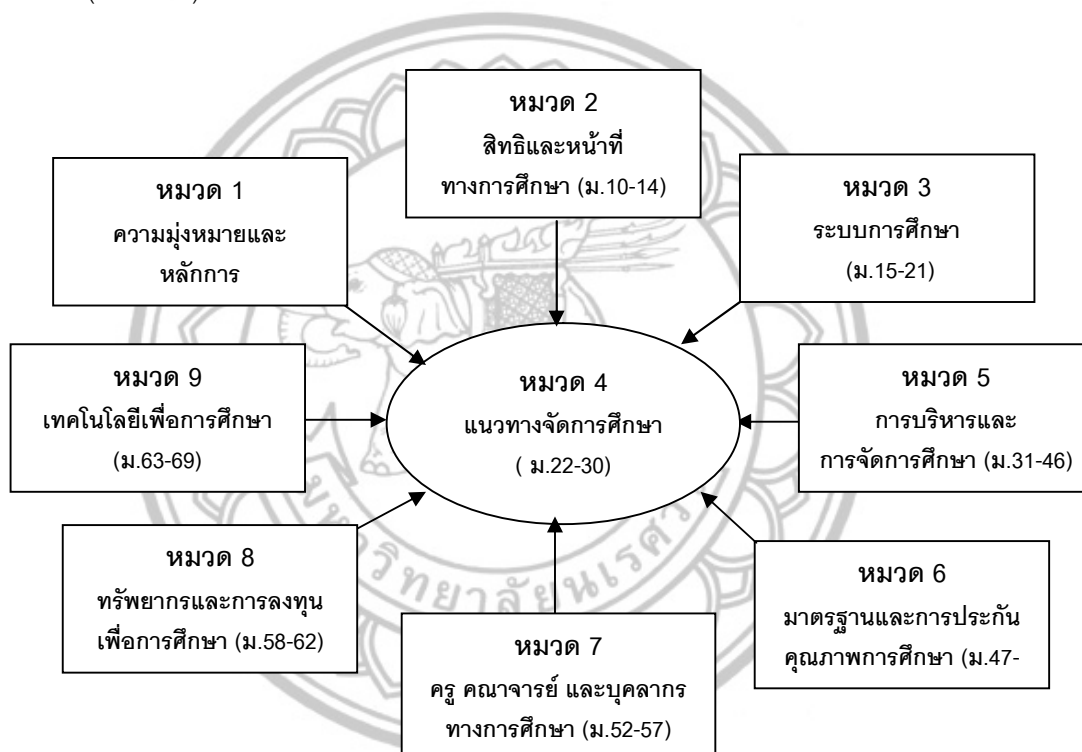 หมวด 2
สิทธิและหน้าที่
ทางการศึกษา (ม.10-14)
หมวด 1
ความมุ่งหมายและ
หลักการ
หมวด 3
ระบบการศึกษา
(ม.15-21)
หมวด 9
เทคโนโลยีเพื่อการศึกษา
(ม.63-69)
หมวด 4
แนวทางจัดการศึกษา
( ม.22-30)
หมวด 5
การบริหารและ
การจัดการศึกษา (ม.31-46)
หมวด 8
ทรัพยากรและการลงทุน
เพื่อการศึกษา (ม.58-62)
หมวด 7
ครู คณาจารย์ และบุคลากร
ทางการศึกษา (ม.52-57)
หมวด 6
มาตรฐานและการประกัน
คุณภาพการศึกษา (ม.47-